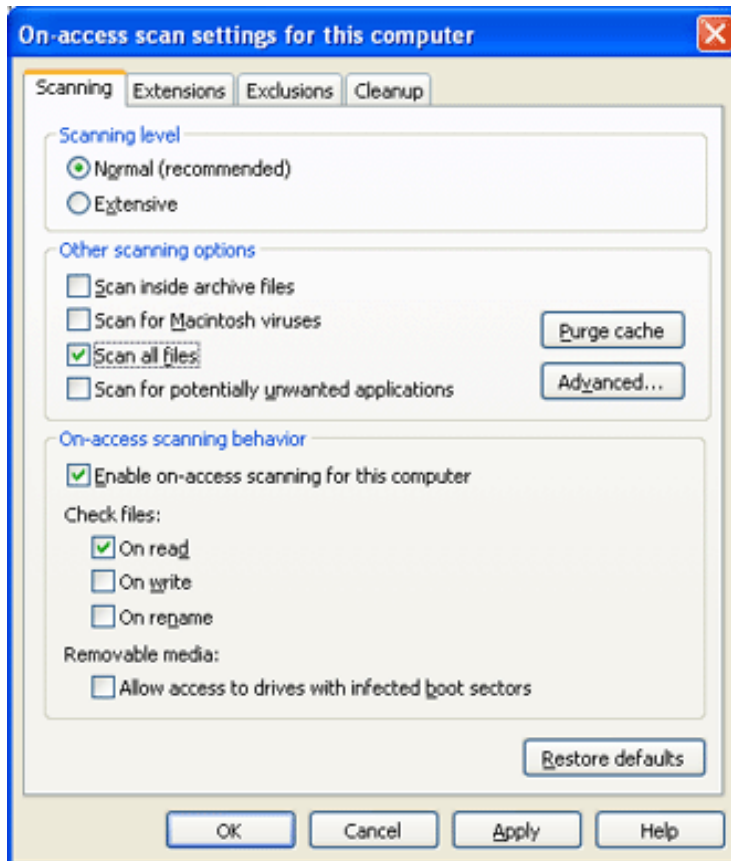 On-access scan settings for this computer
Scanning Extensions Exclusions Cleanup
Scanning level
Normal (recommended)
Extensive
Other scanning options
Scan inside archive files
Scan for Macintosh viruses
Purge cache
Scan all files
Advanced...
Scan for potentially unwanted applications
On-access scanning behavior
Enable on-access scanning for this computer
Check files:
On read
On write
On rename
Removable media:
Allow access to drives with infected boot sectors
Restore defaults
OK Cancel Apply Help